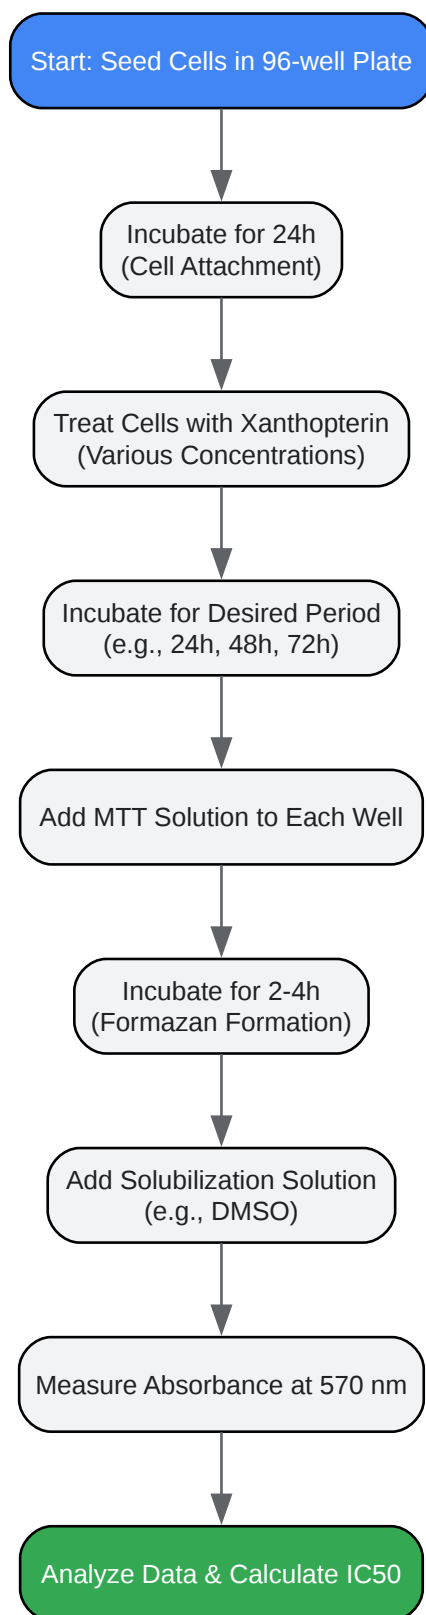 Start: Seed Cells in 96-well Plate
Incubate for 24h
(Cell Attachment)
Treat Cells with Xanthopterin
(Various Concentrations)
Incubate for Desired Period
(e.g., 24h, 48h, 72h)
Add MTT Solution to Each Well
Incubate for 2-4h
(Formazan Formation)
Add Solubilization Solution
(e.g., DMSO)
Measure Absorbance at 570 nm
Analyze Data & Calculate IC50